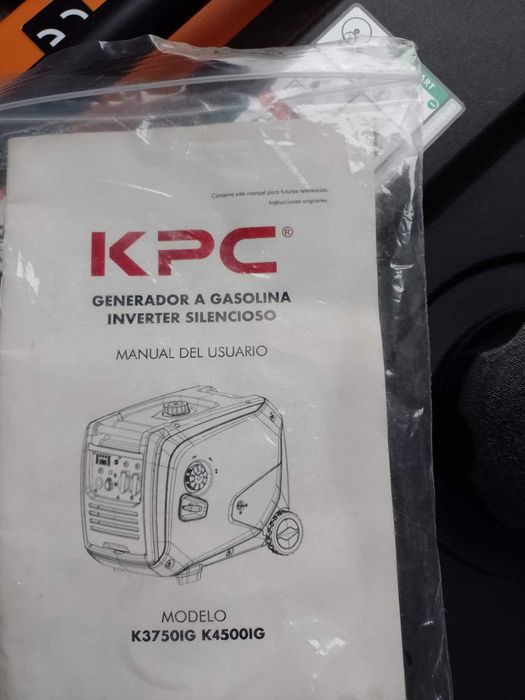 START
Conserve este manual para futuras referencias.
Instrucciones originales.
KPC®
GENERADOR A GASOLINA
INVERTER SILENCIOSO
MANUAL DEL USUARIO
MODELO
K3750IG K4500IG